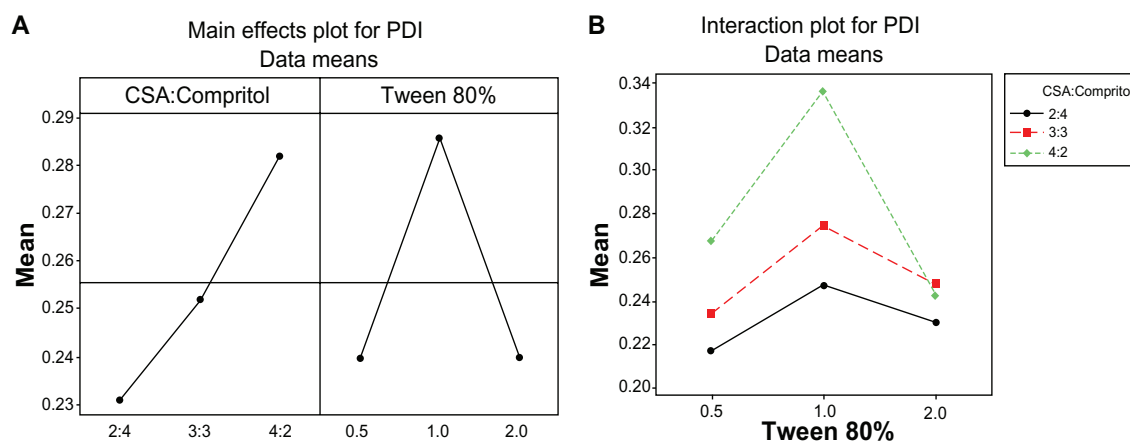 A
Main effects plot for PDI
Data means
CSA:Compritol
Tween 80%
Mean
0.29
0.28
0.27
0.26
0.25
0.24
0.23
2:4 3:3 4:2 0.5 1.0 2.0
B
Interaction plot for PDI
Data means
Mean
0.34
0.32
0.30
0.28
0.26
0.24
0.22
0.20
0.5 1.0 2.0
Tween 80%
CSA:Comprito
2:4
3:3
4:2